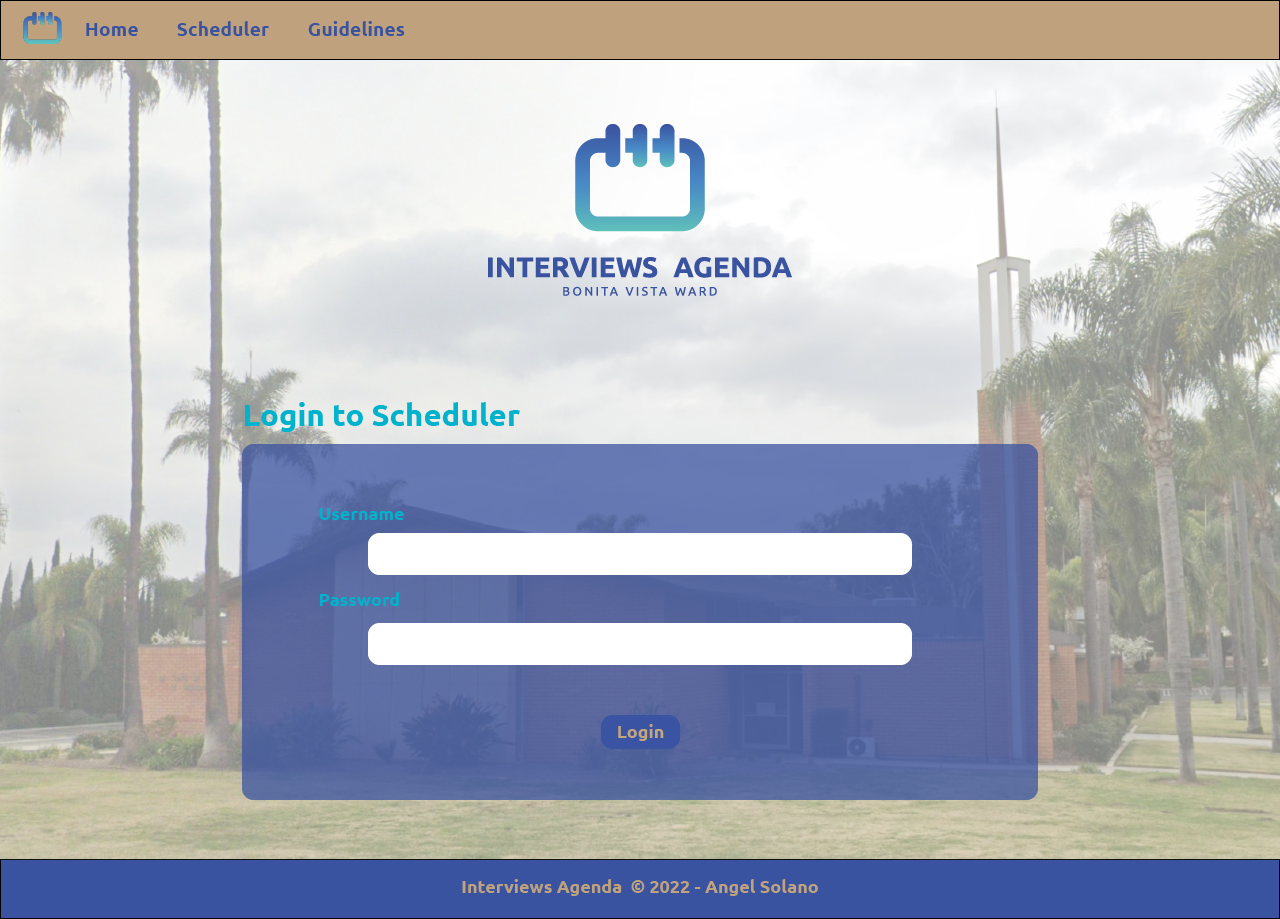 Home Scheduler Guidelines
INTERVIEWS AGENDA
BONITA VISTA WARD
Login to Scheduler
Username
Password
Login
Interviews Agenda © 2022 - Angel Solano